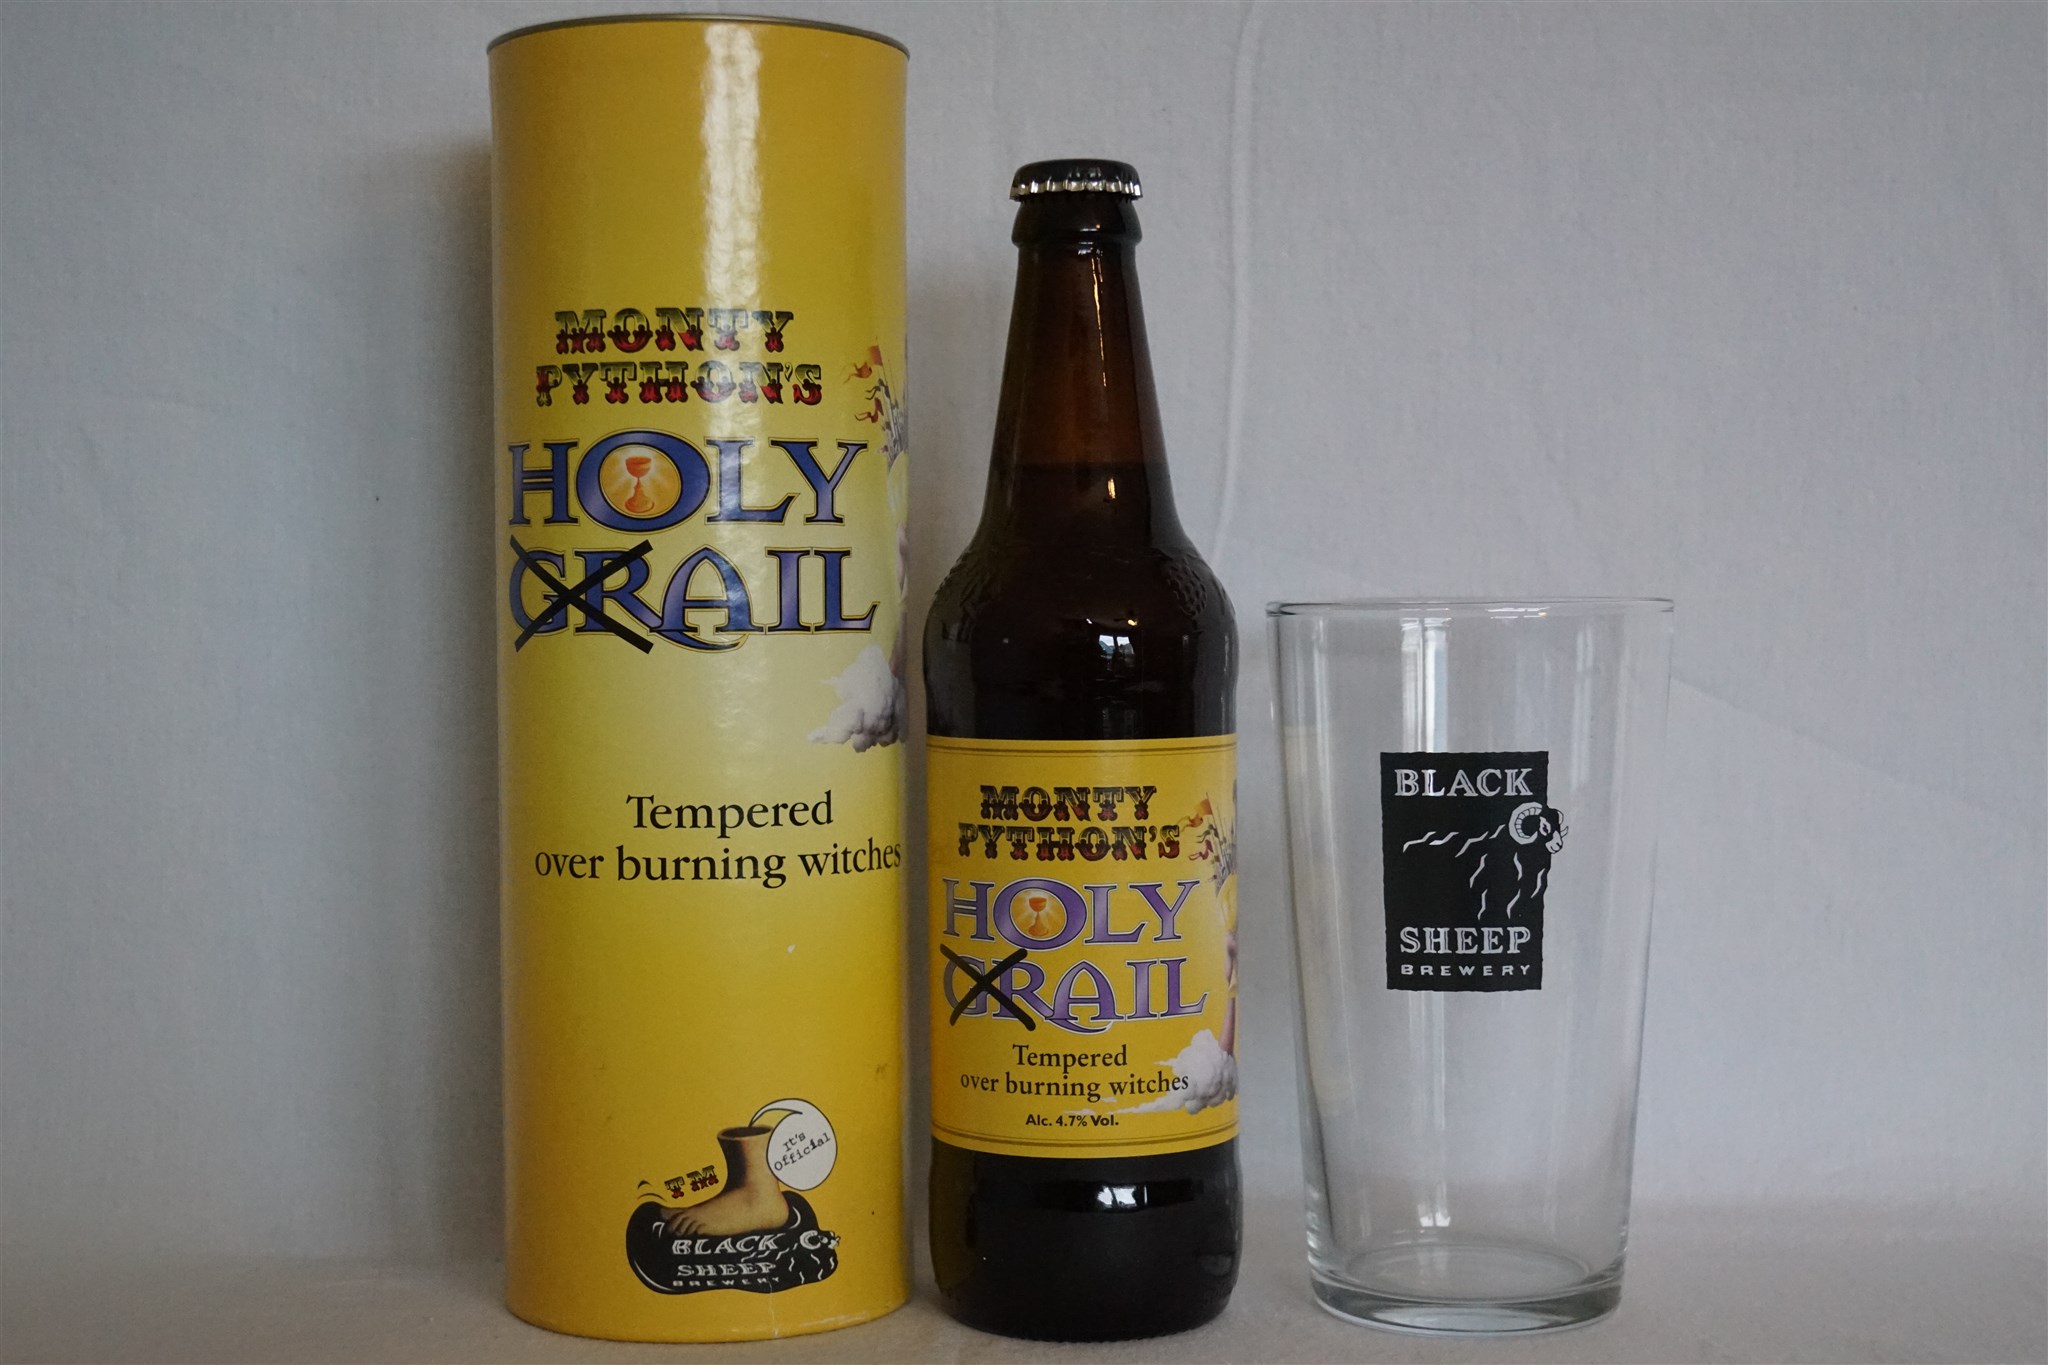 MONTY
PYTHON'S
HOLY
GRAIL
Tempered
over burning witches
It's
Official
TM
BLACK
SHEEP
BREWERY
MONTY
PYTHON'S
HOLY
GRAIL
Tempered
over burning witches
Alc. 4.7% Vol.
BLACK
SHEEP
BREWERY